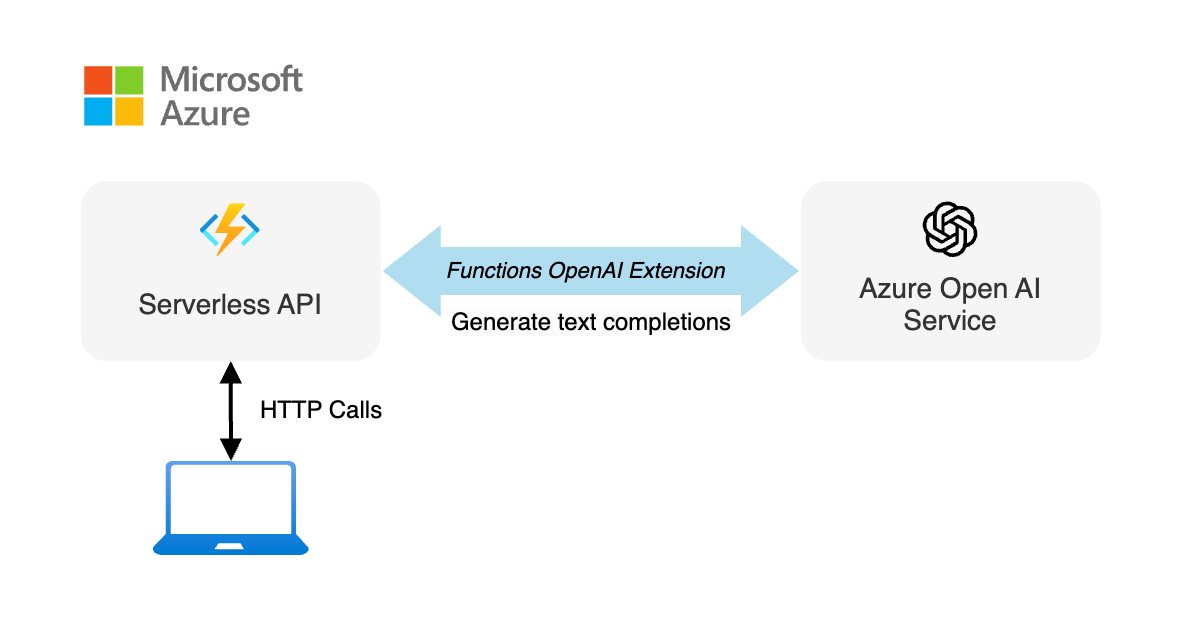 Microsoft
Azure
Serverless API
Functions OpenAI Extension
Generate text completions
Azure Open AI
Service
HTTP Calls